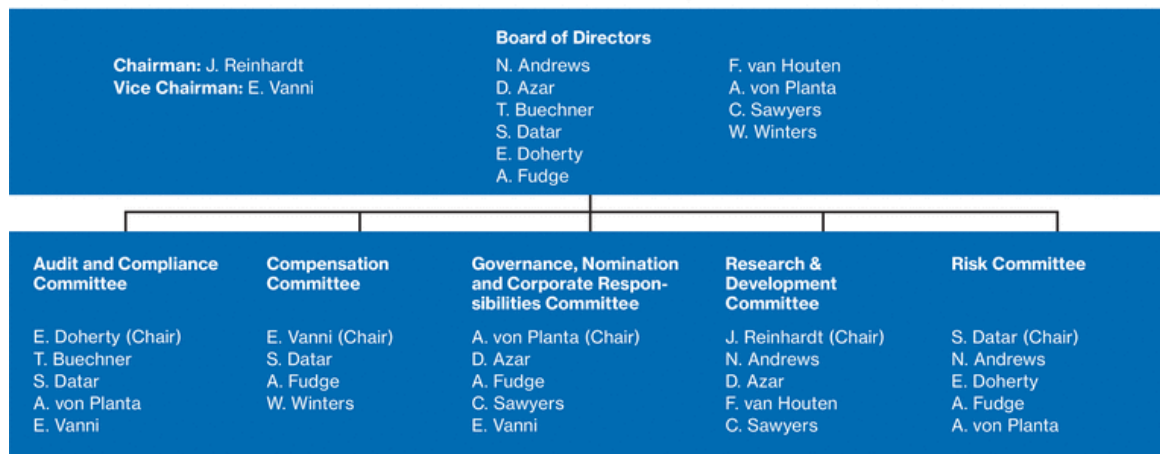 Board of Directors
Chairman: J. Reinhardt
Vice Chairman: E. Vanni
N. Andrews
D. Azar
T. Buechner
S. Datar
E. Doherty
A. Fudge
F. van Houten
A. von Planta
C. Sawyers
W. Winters
Audit and Compliance
Committee
E. Doherty (Chair)
T. Buechner
S. Datar
A. von Planta
E. Vanni
Compensation
Committee
E. Vanni (Chair)
S. Datar
A. Fudge
W. Winters
Governance, Nomination
and Corporate Respon-
sibilities Committee
A. von Planta (Chair)
D. Azar
A. Fudge
C. Sawyers
E. Vanni
Research &
Development
Committee
J. Reinhardt (Chair)
N. Andrews
D. Azar
F. van Houten
C. Sawyers
Risk Committee
S. Datar (Chair)
N. Andrews
E. Doherty
A. Fudge
A. von Planta